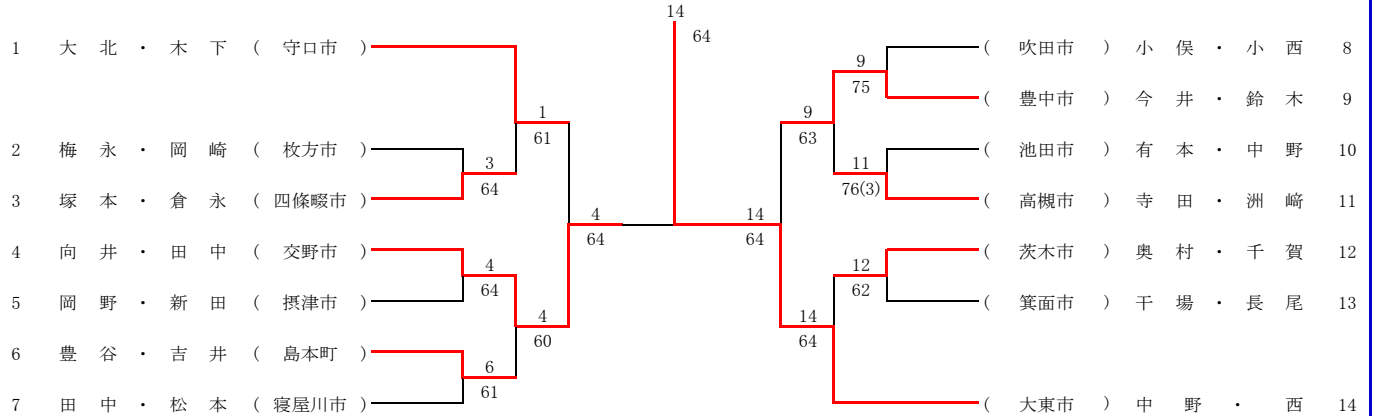 14
64
1 大 北 ・ 木 下 ( 守口市 )
( 吹田市 ) 小 俣 ・ 小 西 8
9
75
( 豊中市 ) 今 井 ・ 鈴 木 9
1
61
9
63
2 梅 永 ・ 岡 崎 ( 枚方市 )
( 池田市 ) 有 本 ・ 中 野 10
3
64
11
76(3)
3 塚 本 ・ 倉 永 ( 四條畷市 )
( 高槻市 ) 寺 田 ・ 洲 﨑 11
4
64
14
64
4 向 井 ・ 田 中 ( 交野市 )
( 茨木市 ) 奥 村 ・ 千 賀 12
4
64
12
62
5 岡 野 ・ 新 田 ( 摂津市 )
( 箕面市 ) 干 場 ・ 長 尾 13
4
60
14
64
6 豊 谷 ・ 吉 井 ( 島本町 )
6
61
7 田 中 ・ 松 本 ( 寝屋川市 )
( 大東市 ) 中 野 ・ 西 14